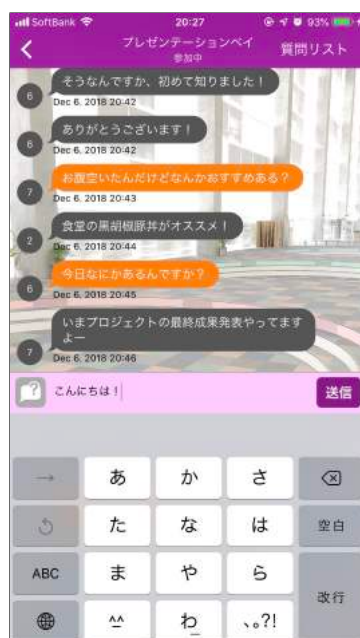 SoftBank 20:27 93%
プレゼンテーションベイ
参加中
質問リスト
そうなんですか、初めて知りました！
6
Dec 6, 2018 20:42
ありがとうございます！
6
Dec 6, 2018 20:42
お腹空いたんだけどなんかおすすめある？
7
Dec 6, 2018 20:43
食堂の黒胡椒豚丼がオススメ！
2
Dec 6, 2018 20:44
今日なにかあるんですか？
6
Dec 6, 2018 20:45
いまプロジェクトの最終成果発表やってます
よー
7
Dec 6, 2018 20:46
? こんにちは！ 送信
→ あ か さ
た な は 空白
ABC ま や ら
改行
^^ わ 、。?!